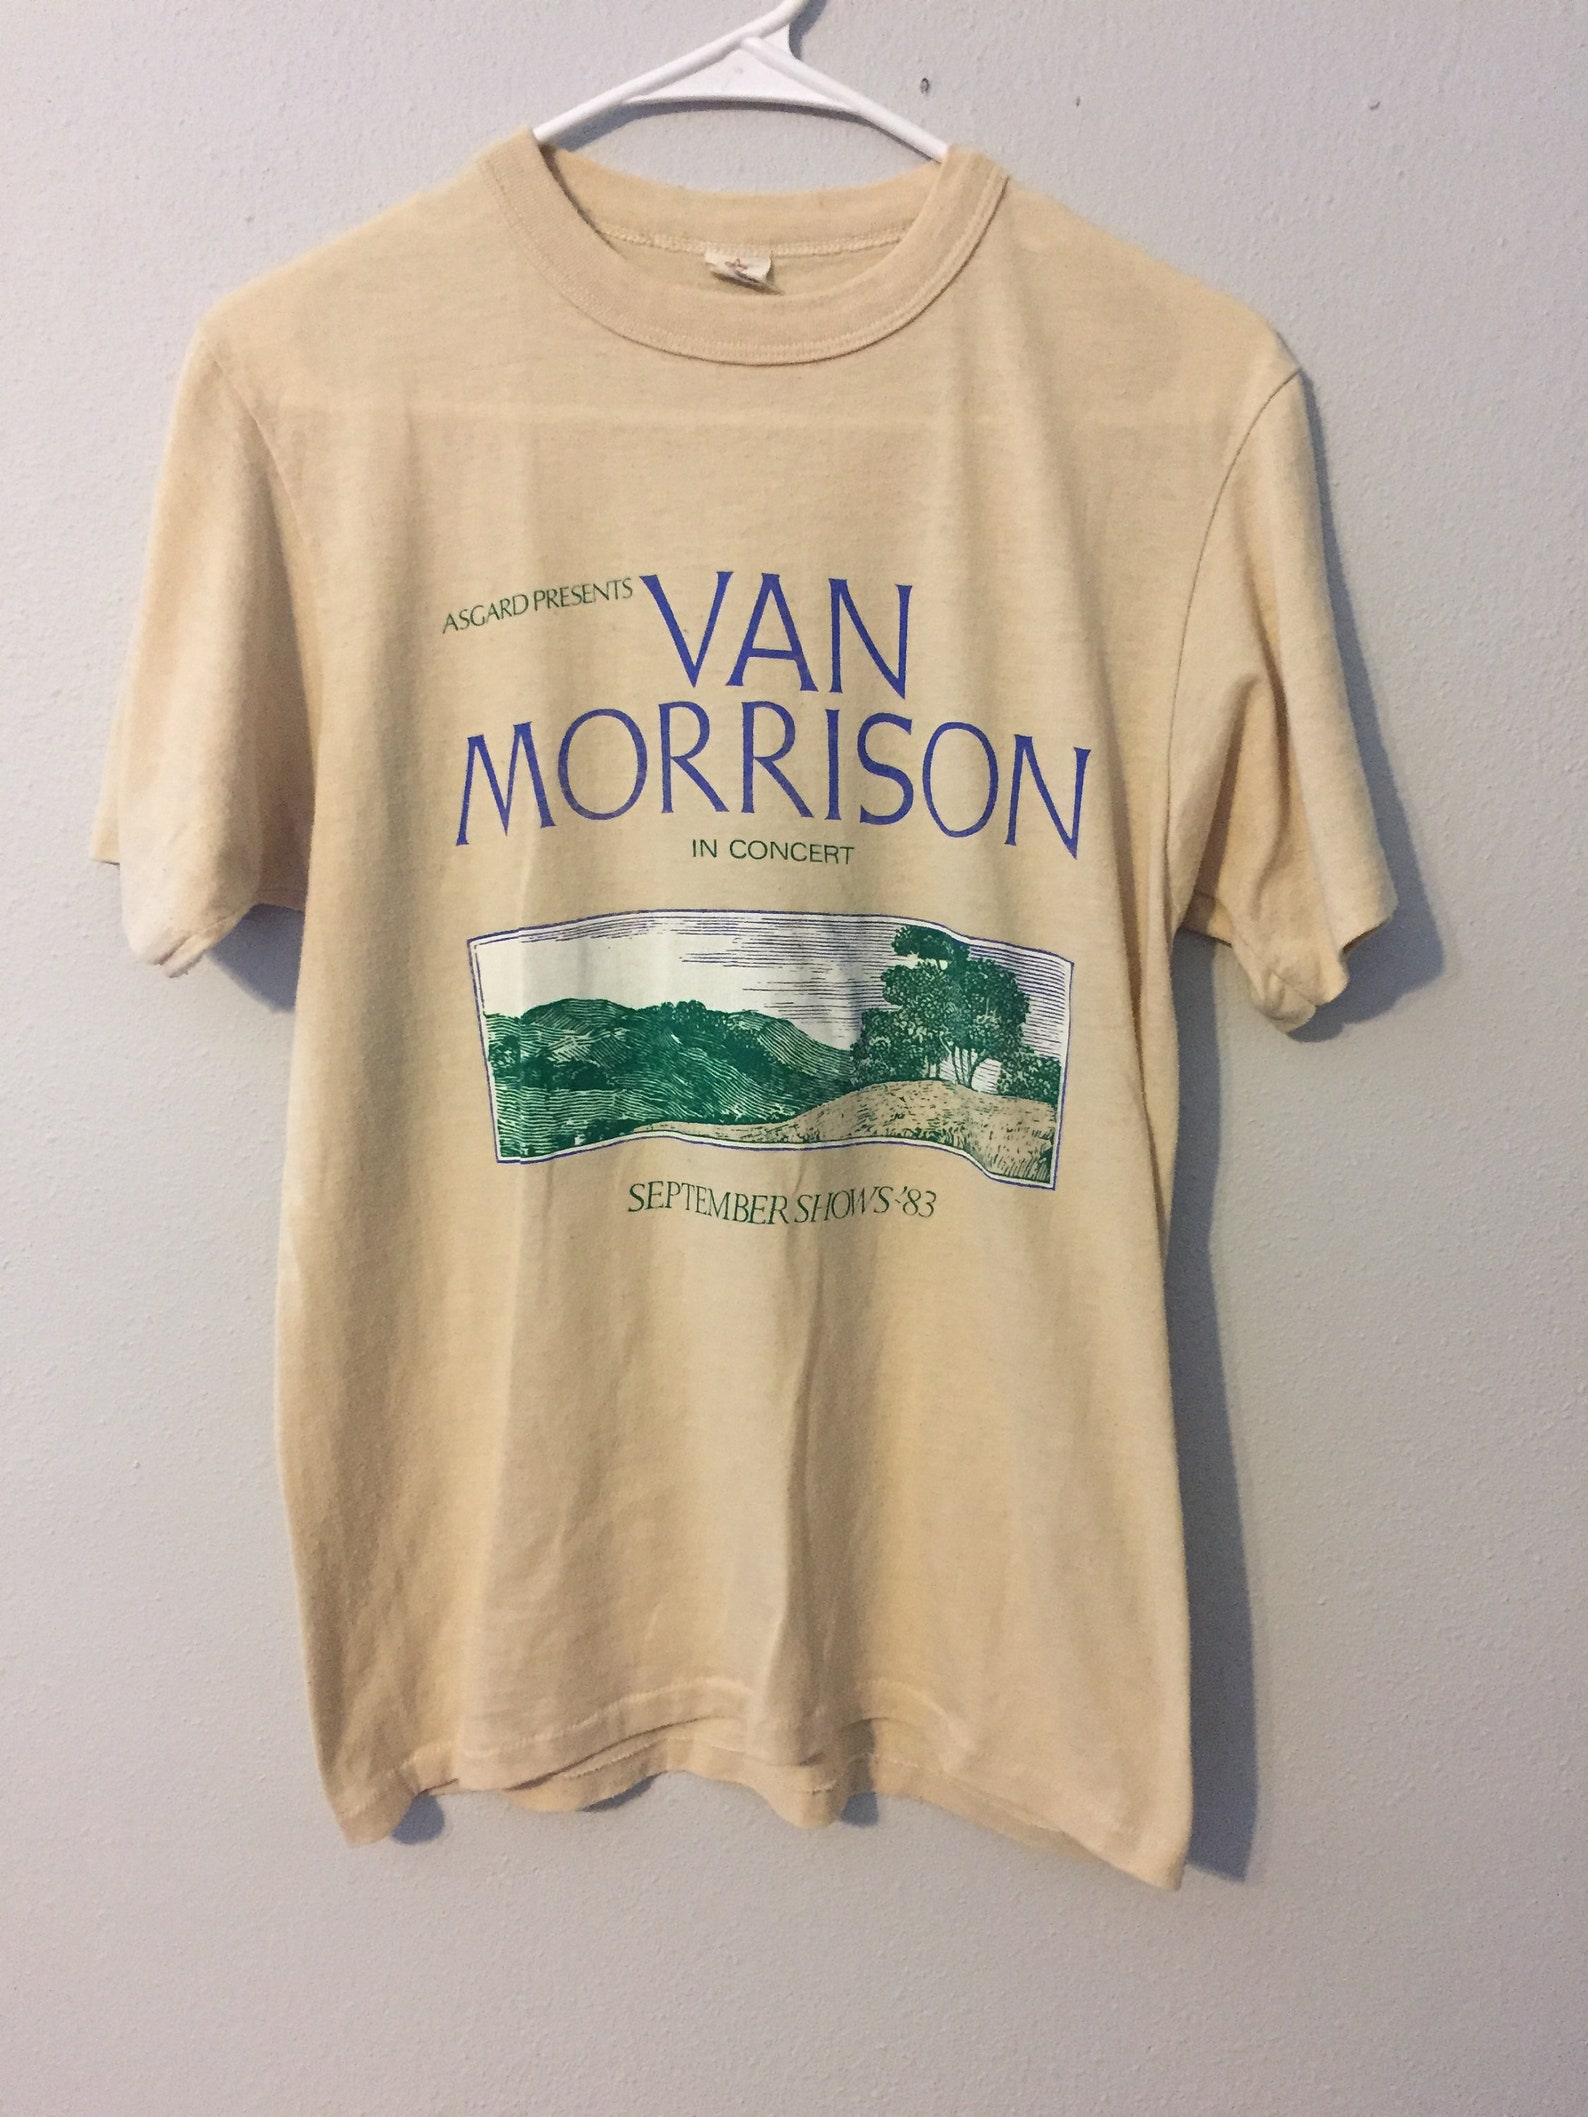 ASGARD PRESENTS
VAN
MORRISON
IN CONCERT
SEPTEMBER SHOWS-'83